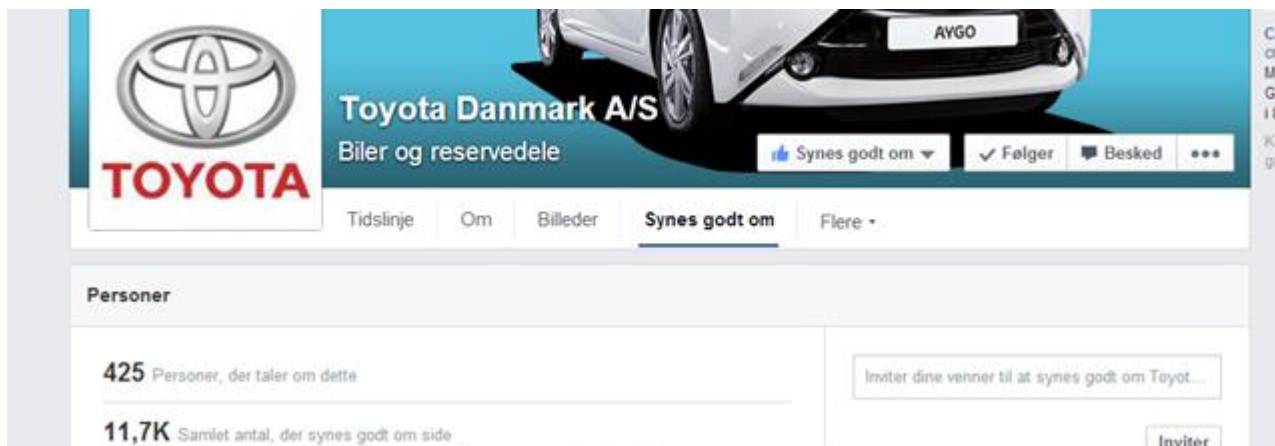 AYGO
TOYOTA
Toyota Danmark A/S
Biler og reservedele
Synes godt om
Følger
Besked
Tidslinje
Om
Billeder
Synes godt om
Flere
Personer
425 Personer, der taler om dette
Inviter dine venner til at synes godt om Toyot...
11,7K Samlet antal, der synes godt om side
Inviter